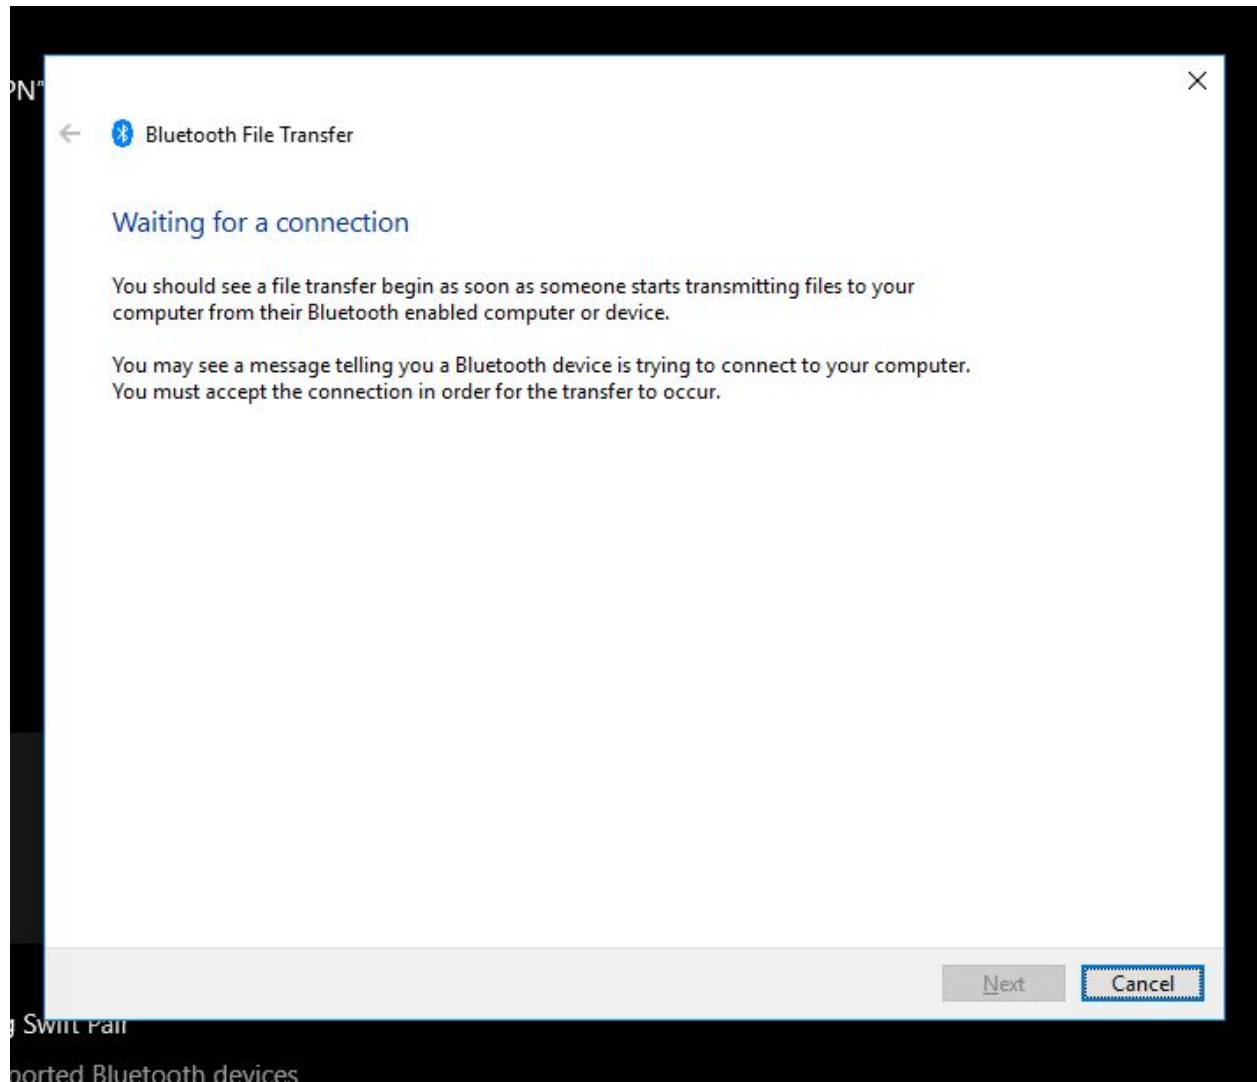 PN"
Bluetooth File Transfer
Waiting for a connection
You should see a file transfer begin as soon as someone starts transmitting files to your
computer from their Bluetooth enabled computer or device.
You may see a message telling you a Bluetooth device is trying to connect to your computer.
You must accept the connection in order for the transfer to occur.
Next
Cancel
g Swift Pair
ported Bluetooth devices